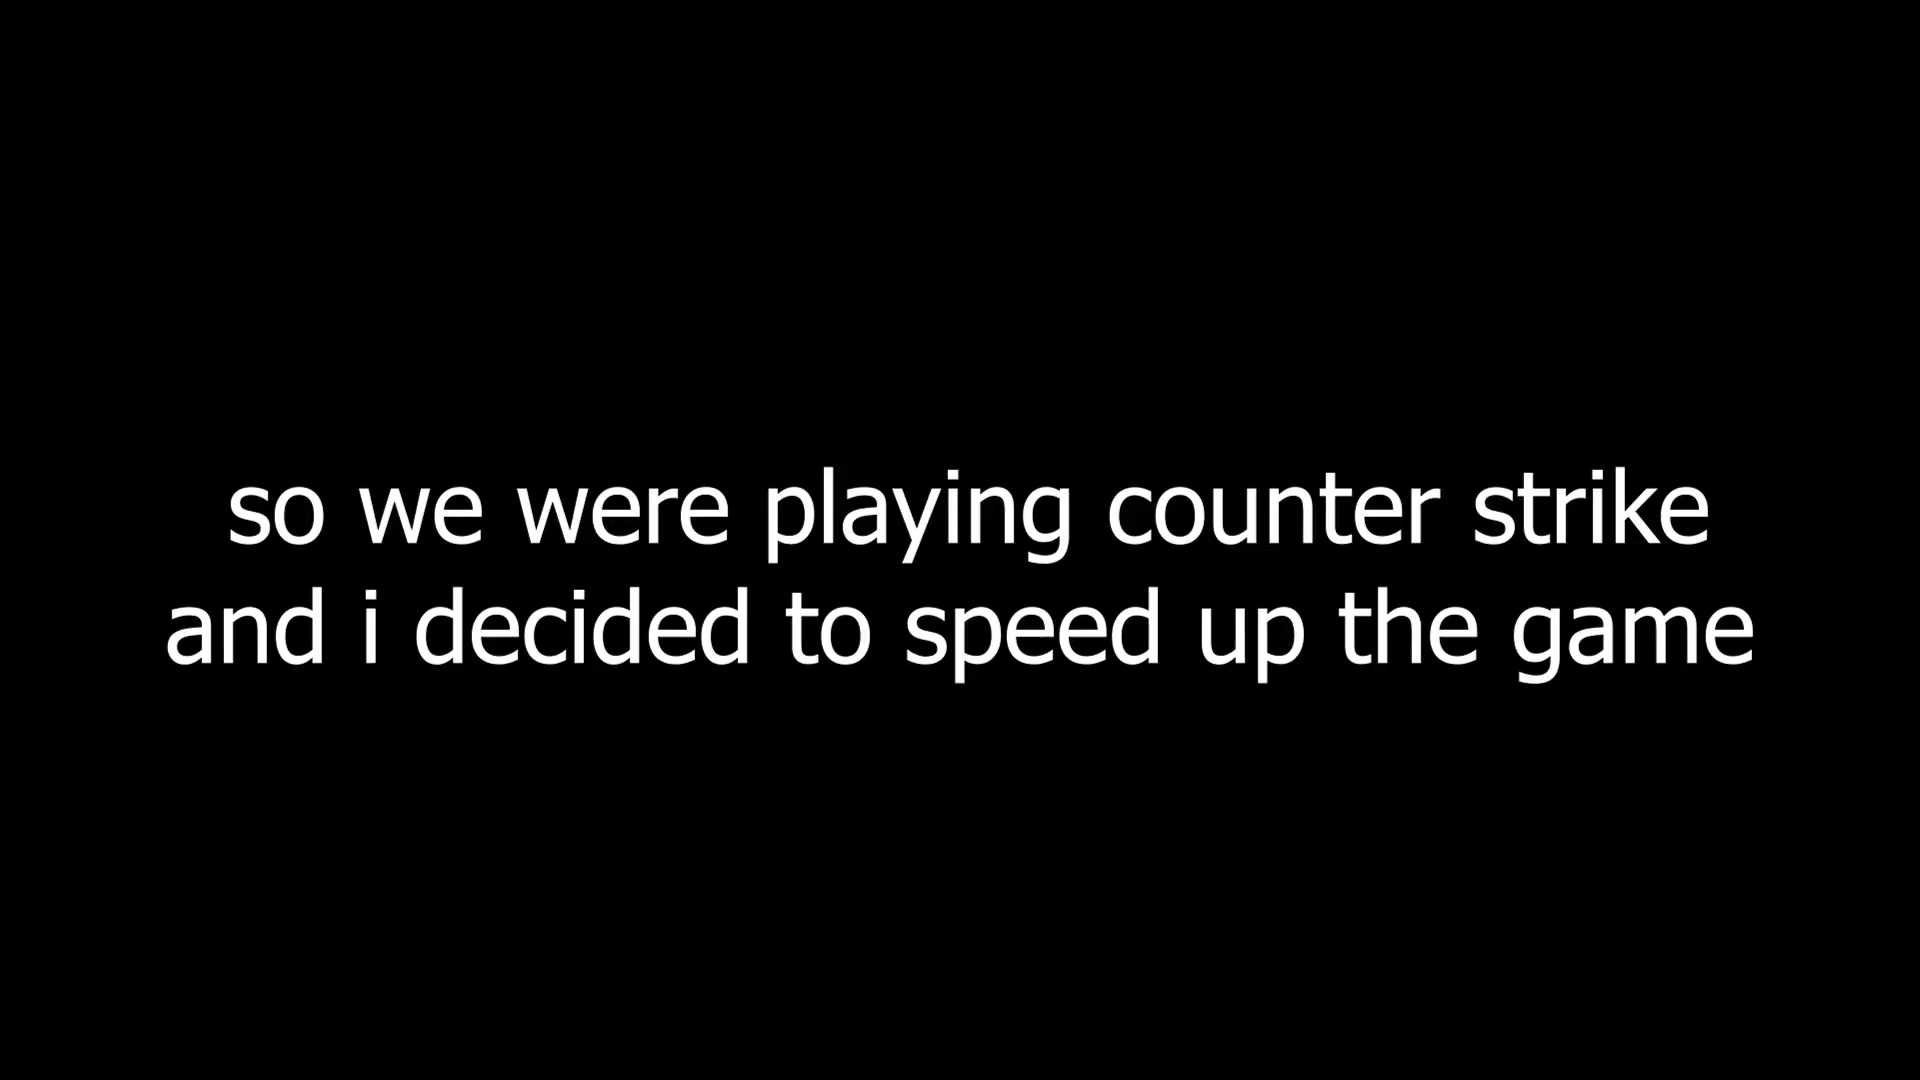 so we were playing counter strike
and i decided to speed up the game